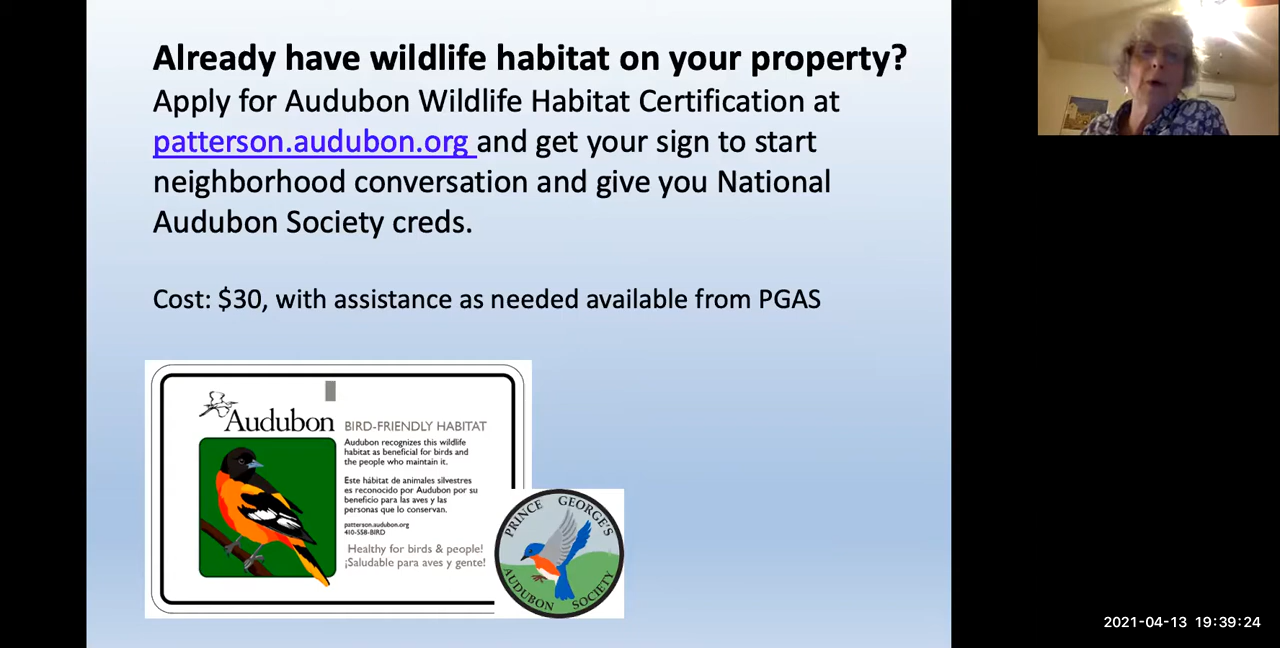 Already have wildlife habitat on your property?
Apply for Audubon Wildlife Habitat Certification at
patterson.audubon.org and get your sign to start
neighborhood conversation and give you National
Audubon Society creds.
Cost: $30, with assistance as needed available from PGAS
Audubon BIRD-FRIENDLY HABITAT
Audubon recognizes this wildlife
habitat as beneficial for birds and
the people who maintain it.
Este hábitat de animales silvestres
es reconocido por Audubon por su
beneficio para las aves y las
personas que lo conservan.
patterson.audubon.org
410-558-BIRD
Healthy for birds & people!
¡Saludable para aves y gente!
PRINCE GEORGE'S
AUDUBON SOCIETY
2021-04-13 19:39:24